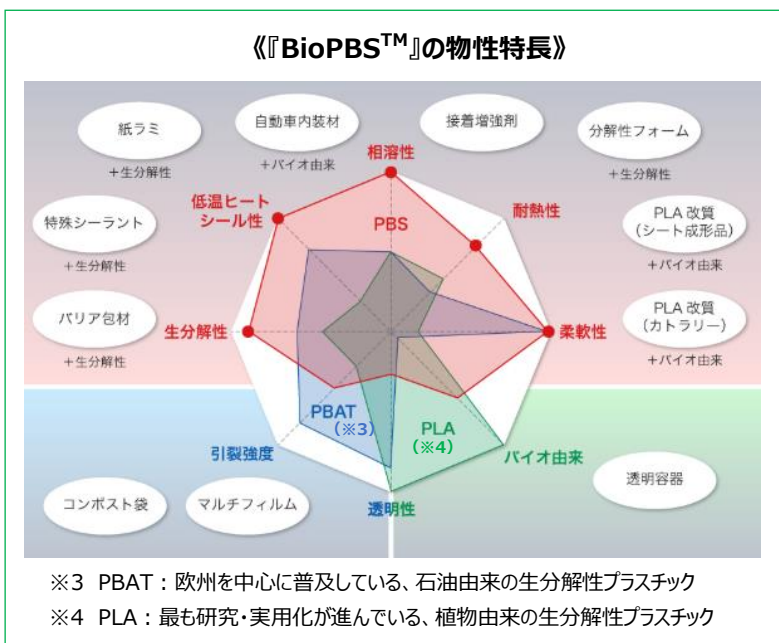 《『BioPBS™』の物性特長》
紙ラミ
+生分解性
自動車内装材
+バイオ由来
接着増強剤
分解性フォーム
+生分解性
相溶性
低温ヒート
シール性
耐熱性
PBS
特殊シーラント
+生分解性
PLA 改質
(シート成形品)
+バイオ由来
バリア包材
+生分解性
生分解性
柔軟性
PLA 改質
(カトラリー)
+バイオ由来
PBAT
(※3)
PLA
(※4)
引裂強度
バイオ由来
透明性
コンポスト袋
マルチフィルム
透明容器
※3 PBAT:欧州を中心に普及している、石油由来の生分解性プラスチック
※4 PLA:最も研究・実用化が進んでいる、植物由来の生分解性プラスチック